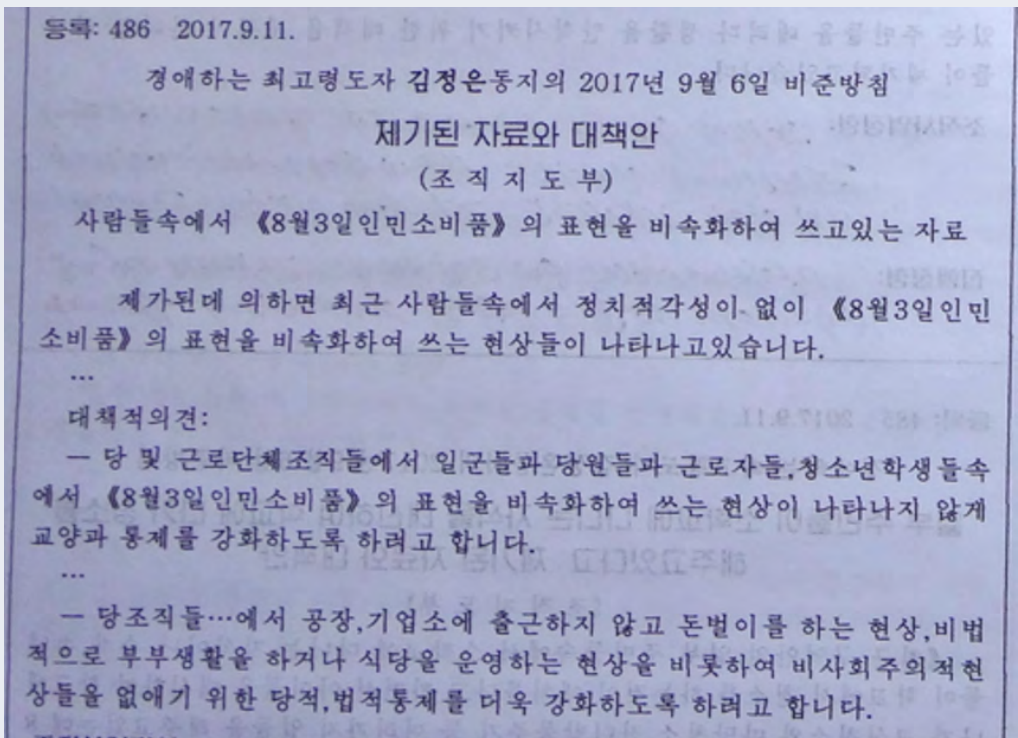 등록: 486 2017.9.11.
경애하는 최고령도자 김정은동지의 2017년 9월 6일 비준방침
제기된 자료와 대책안
(조직지도부)
사람들속에서 《8월3일인민소비품》의 표현을 비속화하여 쓰고있는 자료
제기된데 의하면 최근 사람들속에서 정치적각성이 없이 《8월3일인민
소비품》의 표현을 비속화하여 쓰는 현상들이 나타나고있습니다.
...
대책적의견:
— 당 및 근로단체조직들에서 일군들과 당원들과 근로자들,청소년학생들속
에서 《8월3일인민소비품》의 표현을 비속화하여 쓰는 현상이 나타나지 않게
교양과 통제를 강화하도록 하려고 합니다.
...
— 당조직들…에서 공장,기업소에 출근하지 않고 돈벌이를 하는 현상,비법
적으로 부부생활을 하거나 식당을 운영하는 현상을 비롯하여 비사회주의적현
상들을 없애기 위한 당적,법적통제를 더욱 강화하도록 하려고 합니다.